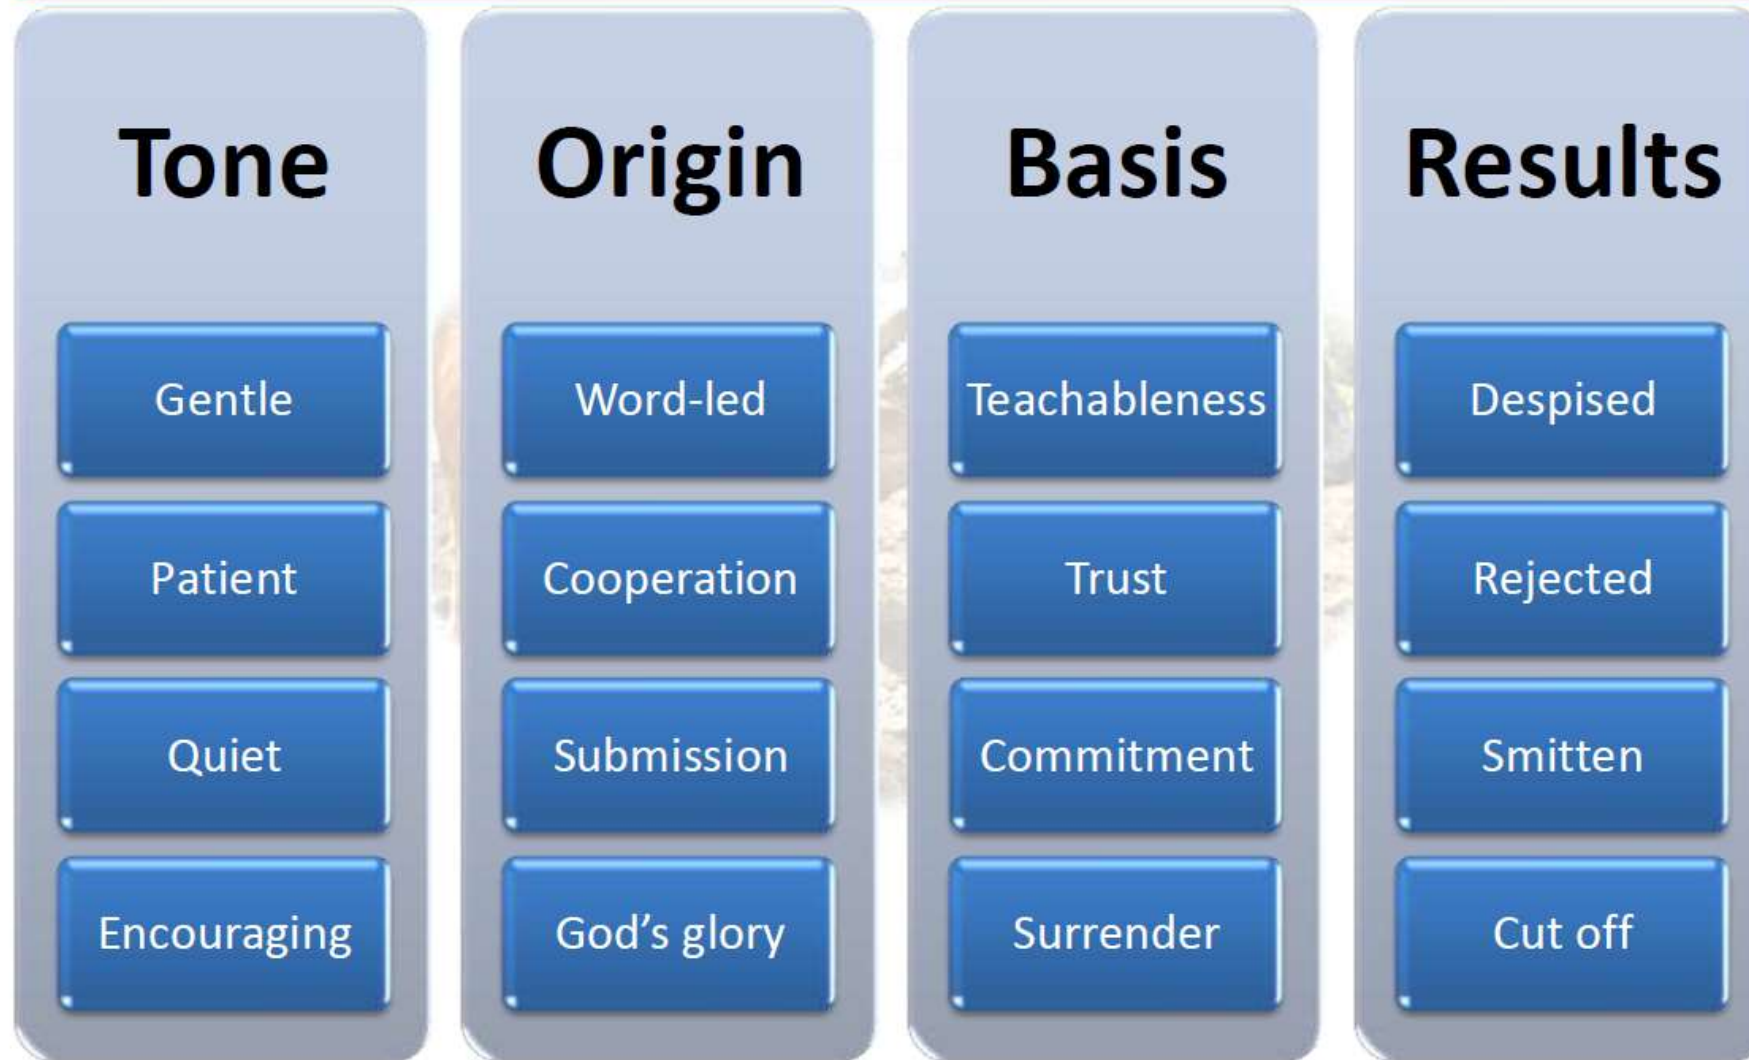 Tone
Gentle
Patient
Quiet
Encouraging
Origin
Word-led
Cooperation
Submission
God’s glory
Basis
Teachableness
Trust
Commitment
Surrender
Results
Despised
Rejected
Smitten
Cut off